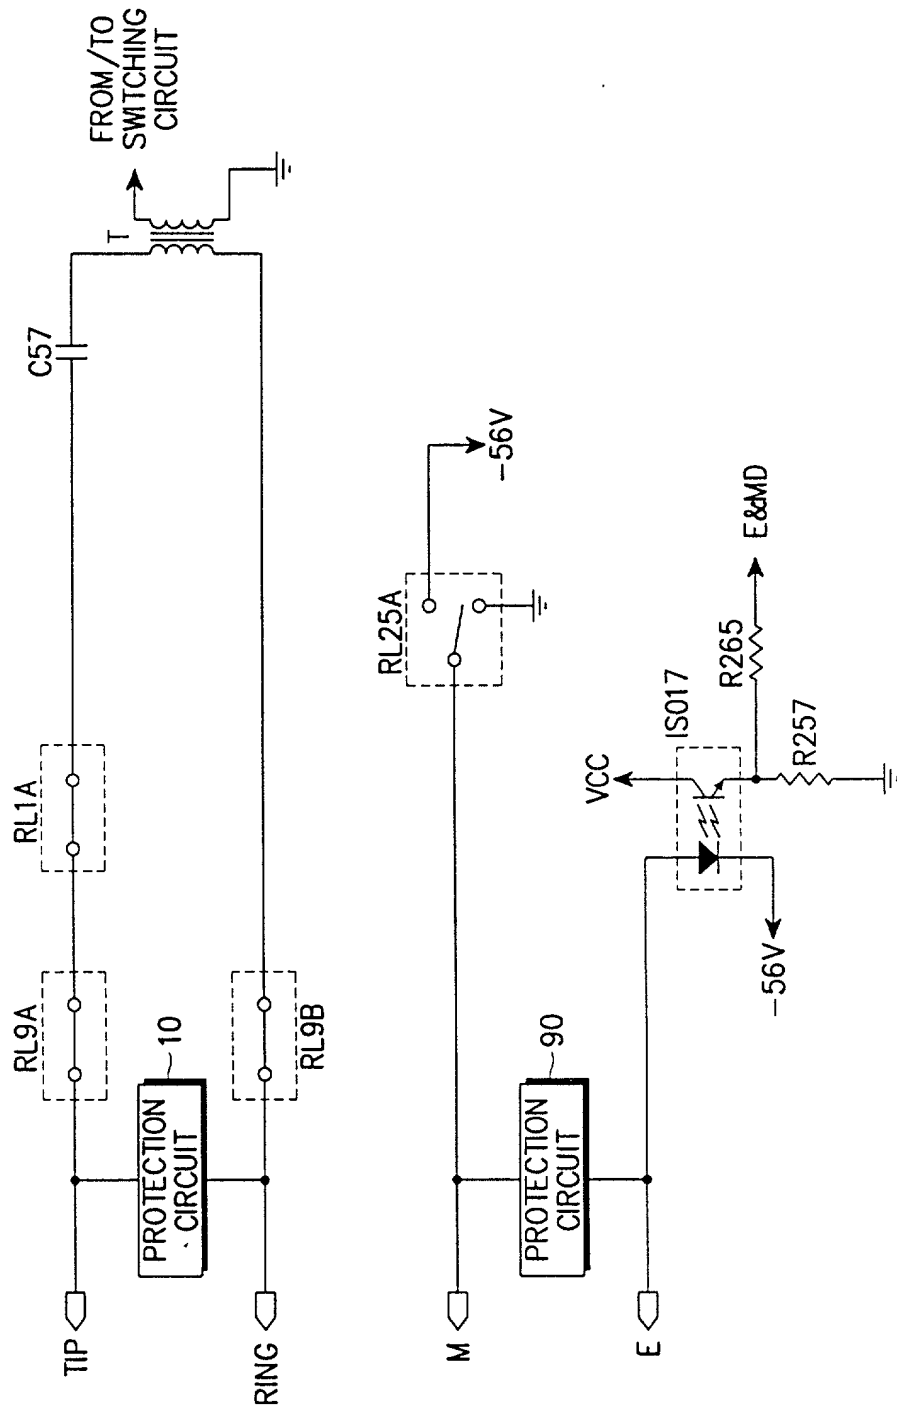 FROM/TO
SWITCHING
CIRCUIT
T
C57
RL1A
RL9A
10
PROTECTION
CIRCUIT
RL9B
TIP
RING
-56V
RL25A
E&MD
R265
IS017
R257
VCC
-56V
90
PROTECTION
CIRCUIT
M
E